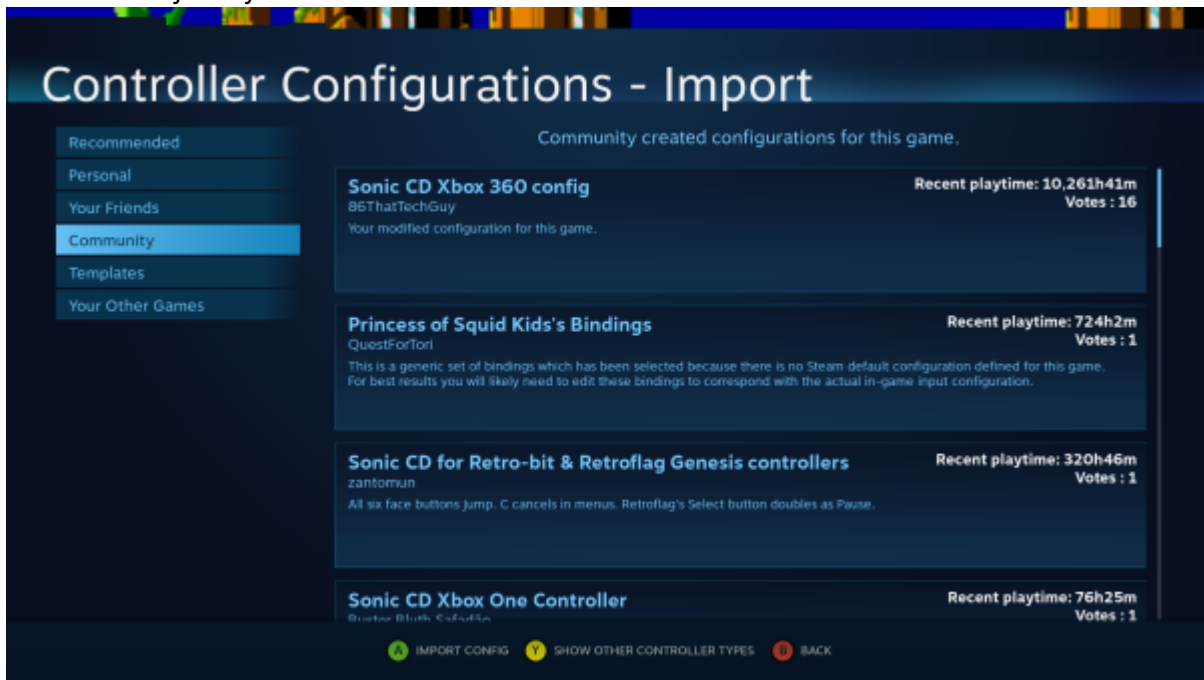 Controller Configurations - Import
Recommended
Personal
Your Friends
Community
Templates
Your Other Games
Community created configurations for this game.
Sonic CD Xbox 360 config
Recent playtime: 10,261h41m
86ThatTechGuy
Votes : 16
Your modified configuration for this game.
Princess of Squid Kids's Bindings
Recent playtime: 724h2m
QuestForTori
Votes : 1
This is a generic set of bindings which has been selected because there is no Steam default configuration defined for this game.
For best results you will likely need to edit these bindings to correspond with the actual in-game input configuration.
Sonic CD for Retro-bit & Retroflag Genesis controllers
Recent playtime: 320h46m
zantomun
Votes : 1
All six face buttons jump. C cancels in menus. Retroflag's Select button doubles as Pause.
Sonic CD Xbox One Controller
Recent playtime: 76h25m
Buster Bluth Safadão
Votes : 1
A IMPORT CONFIG Y SHOW OTHER CONTROLLER TYPES B BACK